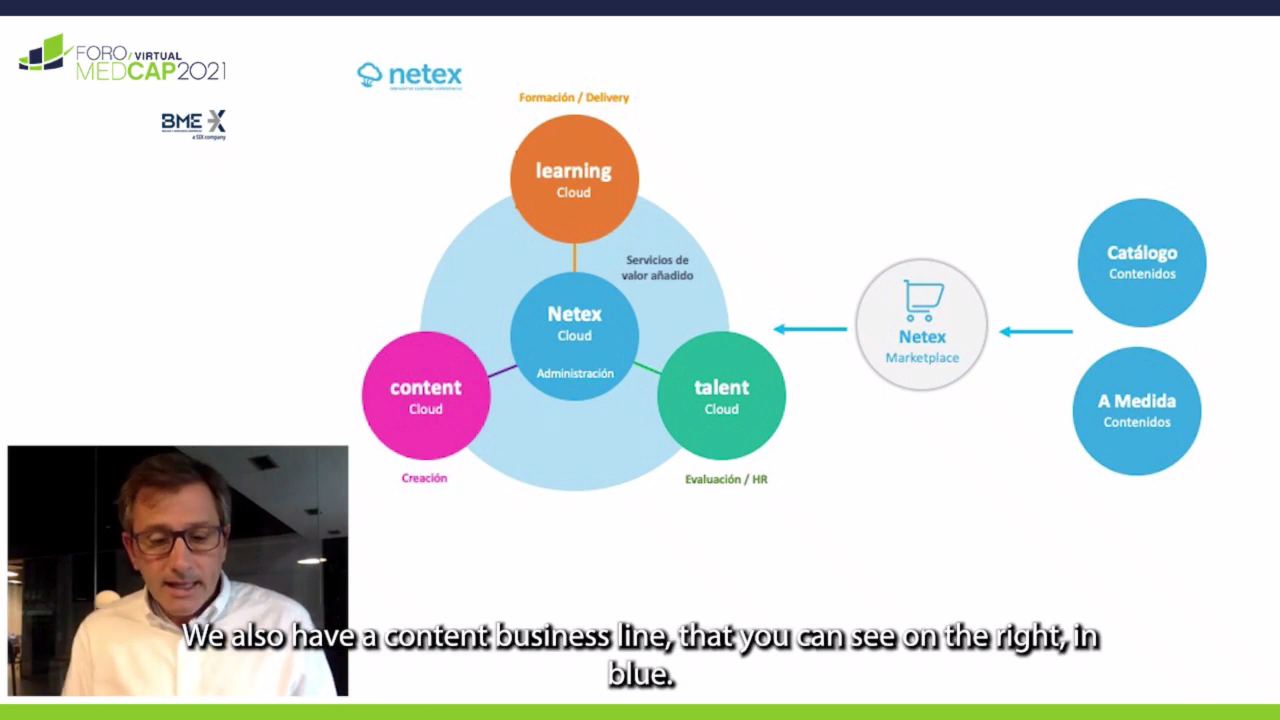 FORO / VIRTUAL
MEDCAP2021
BME X
a SIX company
netex
Formación / Delivery
learning
Cloud
Servicios de
valor añadido
Netex
Cloud
Administración
content
Cloud
Creación
talent
Cloud
Evaluación / HR
Netex
Marketplace
Catálogo
Contenidos
A Medida
Contenidos
We also have a content business line, that you can see on the right, in
blue.